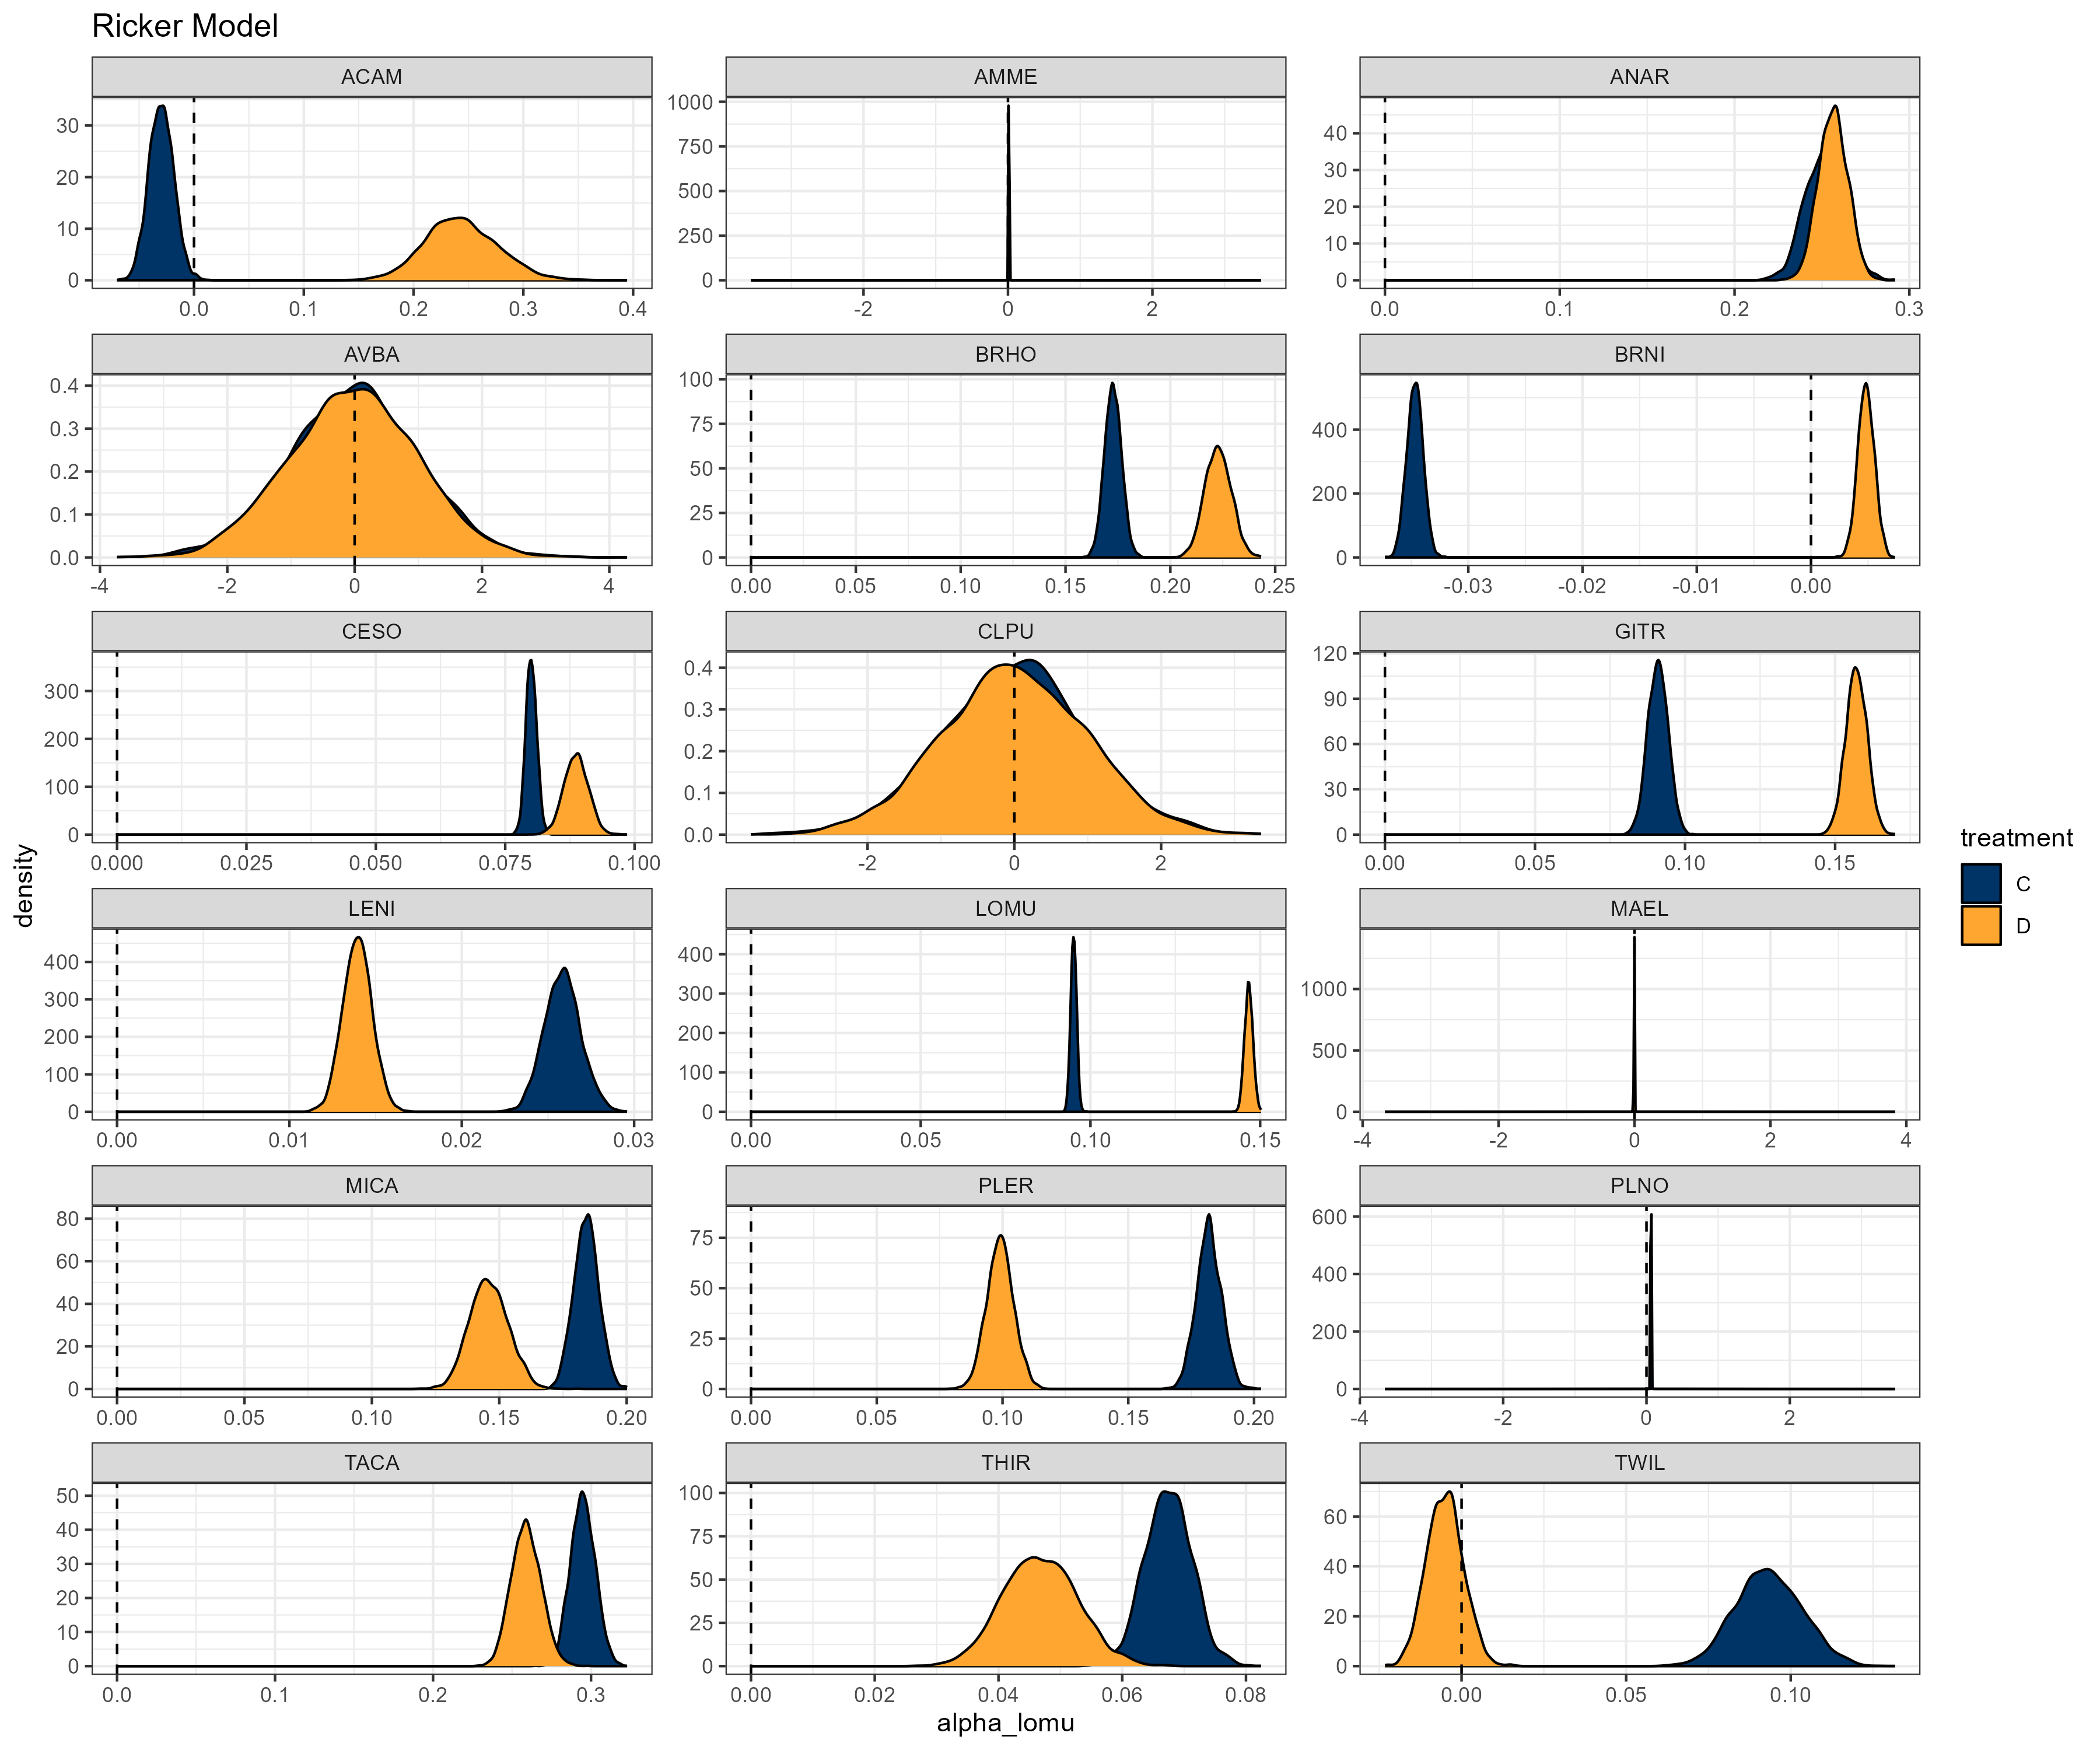 Ricker Model
ACAM AMME ANAR
30 20 10 0
0.0 0.1 0.2 0.3 0.4
1000 750 500 250 0
-2 0 2
40 30 20 10 0
0.0 0.1 0.2 0.3
AVBA BRHO BRNI
0.4 0.3 0.2 0.1 0.0
-4 -2 0 2 4
100 75 50 25 0
0.00 0.05 0.10 0.15 0.20 0.25
400 200 0
-0.03 -0.02 -0.01 0.00
CESO CLPU GITR
300 200 100 0
0.000 0.025 0.050 0.075 0.100
0.4 0.3 0.2 0.1 0.0
-2 0 2
120 90 60 30 0
0.00 0.05 0.10 0.15
LENI LOMU MAEL
400 300 200 100 0
0.00 0.01 0.02 0.03
400 300 200 100 0
0.00 0.05 0.10 0.15
1000 500 0
-4 -2 0 2 4
MICA PLER PLNO
80 60 40 20 0
0.00 0.05 0.10 0.15 0.20
75 50 25 0
0.00 0.05 0.10 0.15 0.20
600 400 200 0
-4 -2 0 2
TACA THIR TWIL
50 40 30 20 10 0
0.0 0.1 0.2 0.3
100 75 50 25 0
0.00 0.02 0.04 0.06 0.08
60 40 20 0
0.00 0.05 0.10
alpha_lomu
density
treatment
C
D